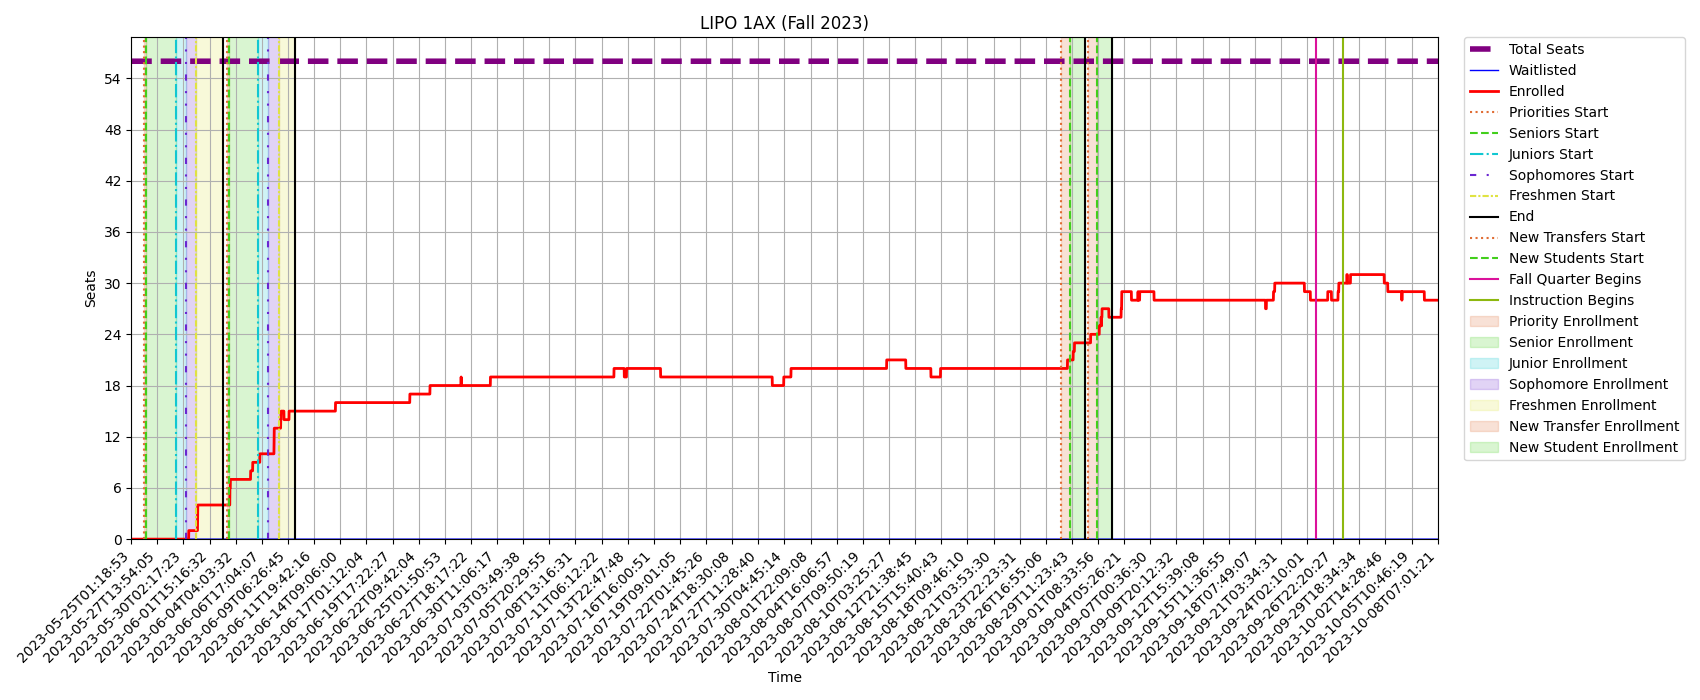 LIPO 1AX (Fall 2023)
Seats
54
48
42
36
30
24
18
12
6
0
2023-05-25T01:18:53
2023-05-27T13:54:05
2023-05-30T02:17:23
2023-06-01T15:16:32
2023-06-04T04:03:32
2023-06-06T17:04:07
2023-06-09T06:26:45
2023-06-11T19:42:16
2023-06-14T09:06:00
2023-06-17T01:12:04
2023-06-19T17:22:27
2023-06-22T09:42:04
2023-06-25T01:50:53
2023-06-27T18:17:22
2023-06-30T11:06:17
2023-07-03T03:49:38
2023-07-05T20:29:55
2023-07-08T13:16:31
2023-07-11T06:12:22
2023-07-13T22:47:48
2023-07-16T16:00:51
2023-07-19T09:01:05
2023-07-22T01:45:26
2023-07-24T18:30:08
2023-07-27T11:28:40
2023-07-30T04:45:14
2023-08-01T22:09:08
2023-08-04T16:06:57
2023-08-07T09:50:19
2023-08-10T03:25:27
2023-08-12T21:38:45
2023-08-15T15:40:43
2023-08-18T09:46:10
2023-08-21T03:53:30
2023-08-23T22:23:31
2023-08-26T16:55:06
2023-08-29T11:23:43
2023-09-01T08:33:56
2023-09-04T05:26:21
2023-09-07T00:36:30
2023-09-09T20:12:32
2023-09-12T15:39:08
2023-09-15T11:36:55
2023-09-18T07:49:07
2023-09-21T03:34:31
2023-09-24T02:10:01
2023-09-26T22:20:27
2023-09-29T18:34:34
2023-10-02T14:28:46
2023-10-05T10:46:19
2023-10-08T07:01:21
Time
Total Seats
Waitlisted
Enrolled
Priorities Start
Seniors Start
Juniors Start
Sophomores Start
Freshmen Start
End
New Transfers Start
New Students Start
Fall Quarter Begins
Instruction Begins
Priority Enrollment
Senior Enrollment
Junior Enrollment
Sophomore Enrollment
Freshmen Enrollment
New Transfer Enrollment
New Student Enrollment